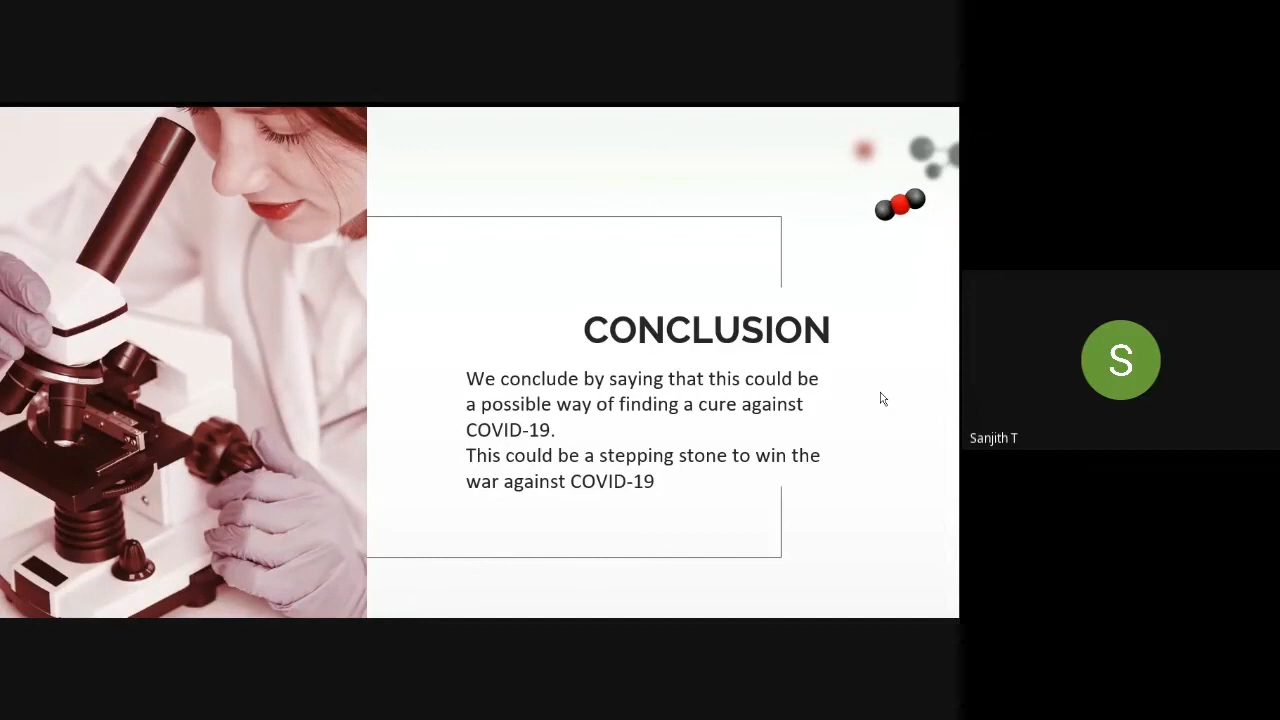 CONCLUSION
We conclude by saying that this could be
a possible way of finding a cure against
COVID-19.
This could be a stepping stone to win the
war against COVID-19
S
Sanjith T